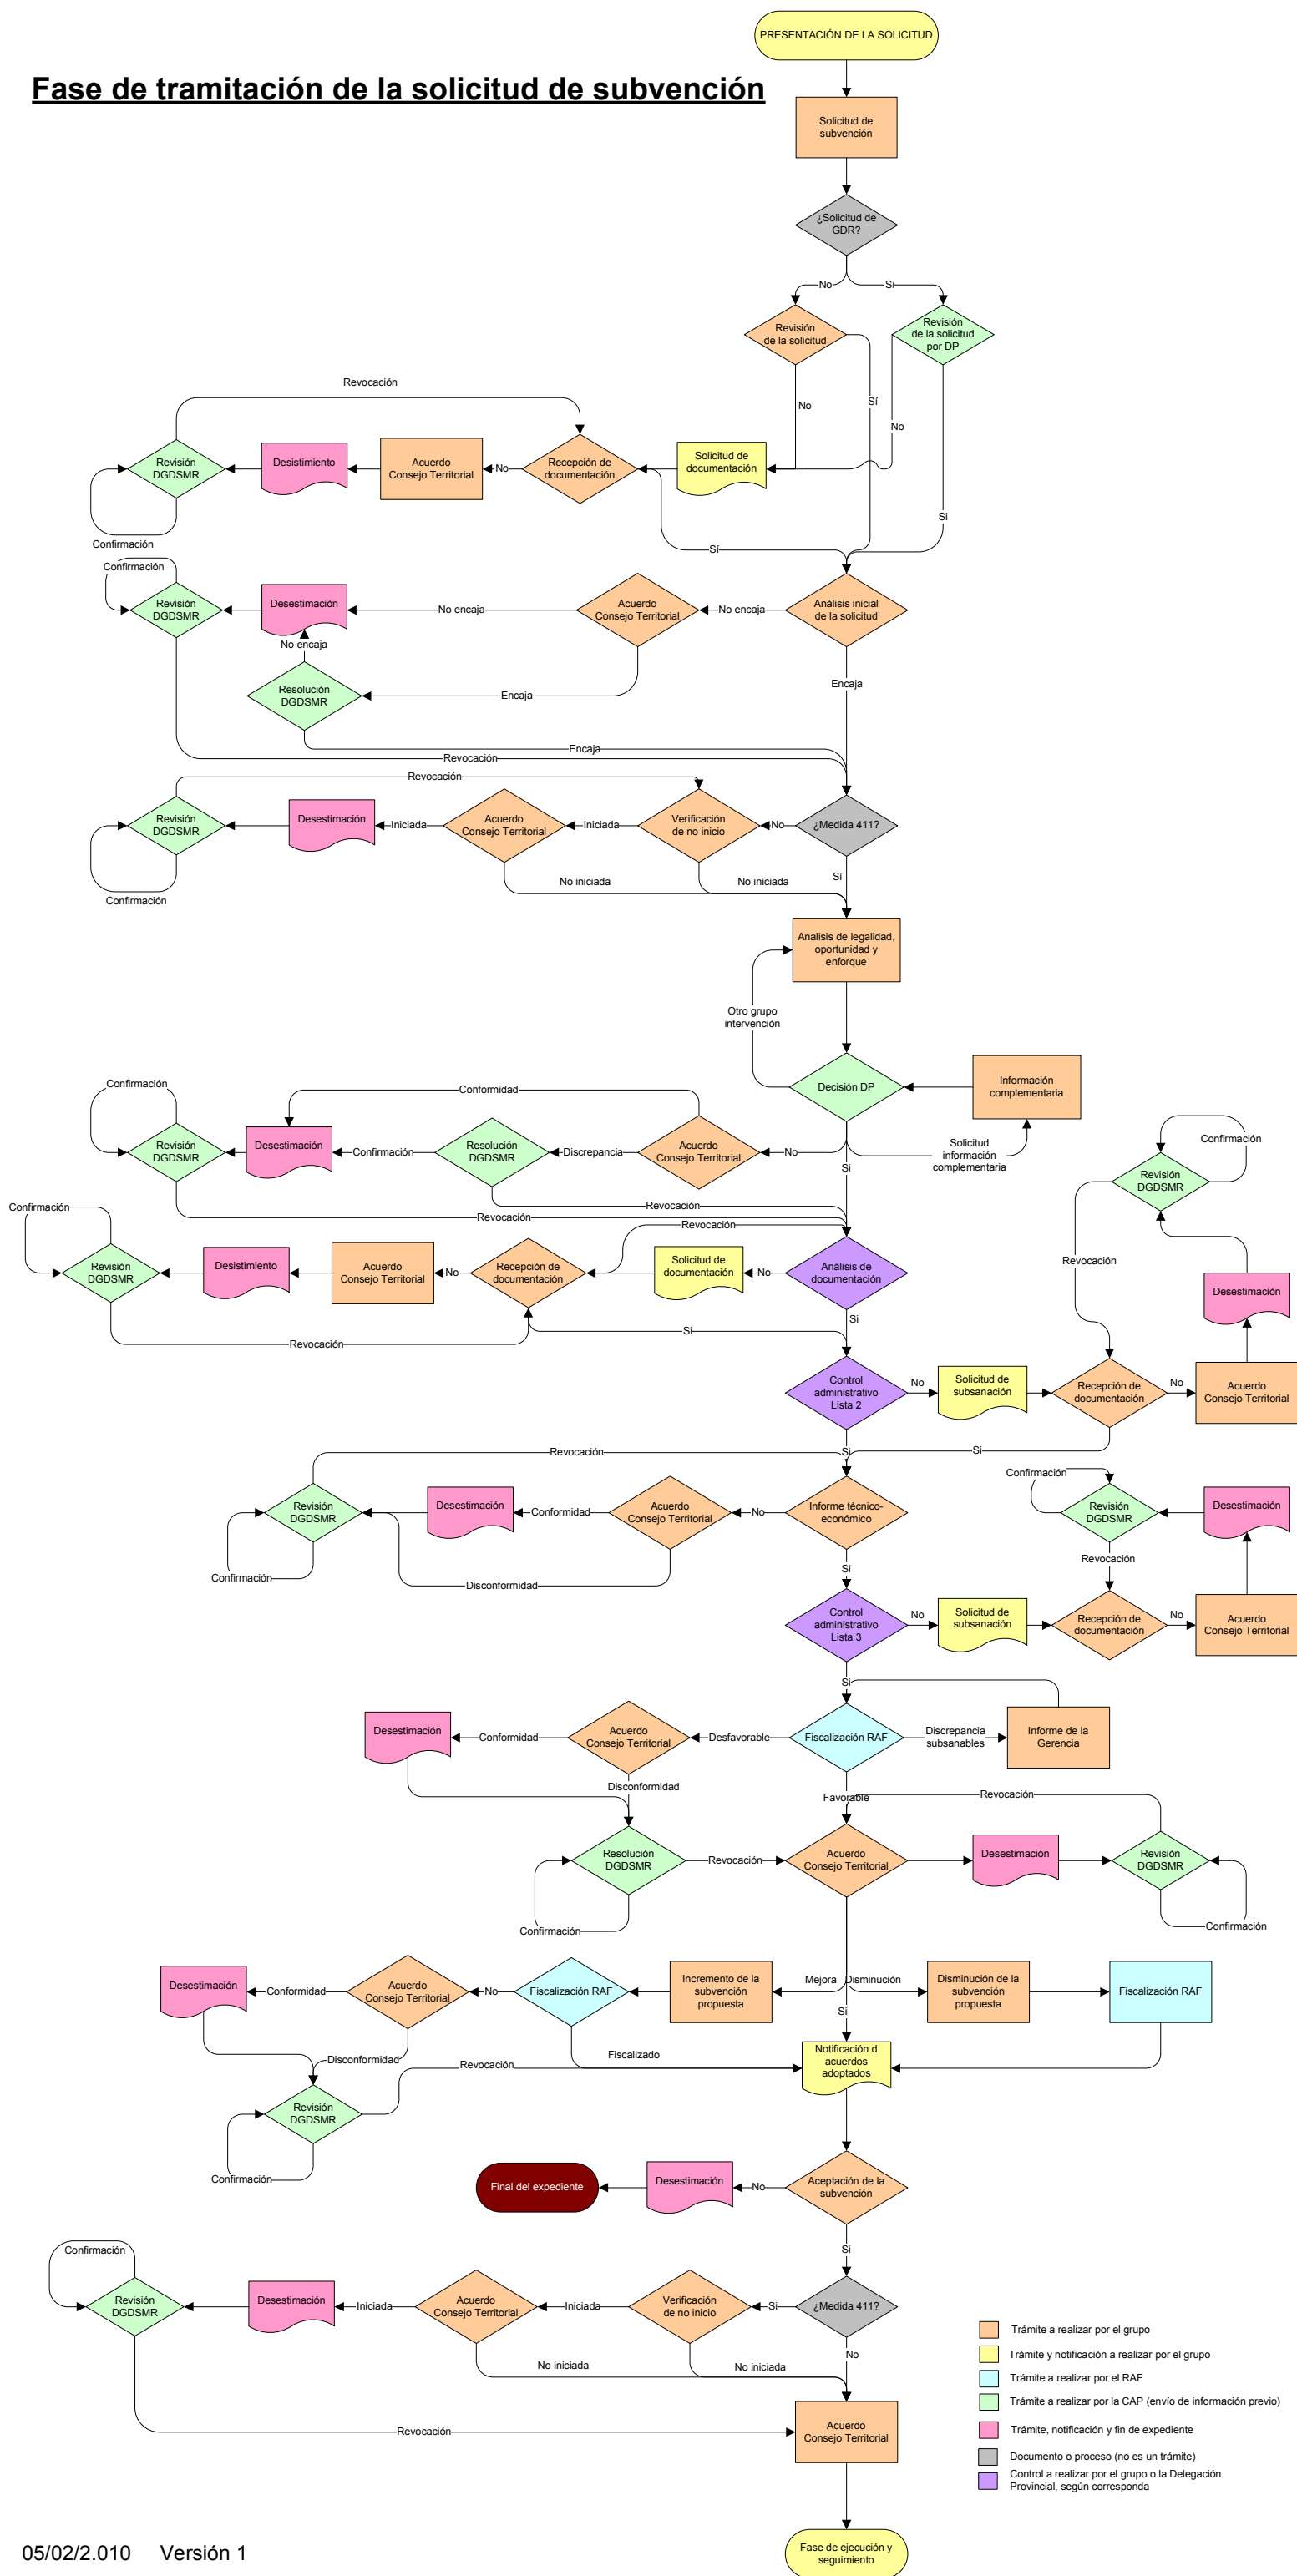 PRESENTACIÓN DE LA SOLICITUD
Fase de tramitación de la solicitud de subvención
Solicitud de
subvención
¿Solicitud de
GDR?
No
Si
Revisión
de la solicitud
Revisión
de la solicitud
por DP
Revocación
No
Sí
No
Revisión
DGDSMR
Desistimiento
Acuerdo
Consejo Territorial
No
Recepción de
documentación
Solicitud de
documentación
Si
Confirmación
Sí
Confirmación
Revisión
DGDSMR
Desestimación
No encaja
Acuerdo
Consejo Territorial
No encaja
Análisis inicial
de la solicitud
No encaja
Resolución
DGDSMR
Encaja
Encaja
Encaja
Revocación
Revocación
Revisión
DGDSMR
Desestimación
Iniciada
Acuerdo
Consejo Territorial
Iniciada
Verificación
de no inicio
No
¿Medida 411?
No iniciada
No iniciada
Sí
Confirmación
Analisis de legalidad,
oportunidad y
enforque
Otro grupo
intervención
Confirmación
Conformidad
Decisión DP
Información
complementaria
Revisión
DGDSMR
Desestimación
Confirmación
Resolución
DGDSMR
Discrepancia
Acuerdo
Consejo Territorial
No
Solicitud
información
complementaria
Si
Confirmación
Revisión
DGDSMR
Revocación
Revocación
Confirmación
Revocación
Revisión
DGDSMR
Desistimiento
Acuerdo
Consejo Territorial
No
Recepción de
documentación
Solicitud de
documentación
No
Análisis de
documentación
Revocación
Desestimación
Si
Si
Revocación
Control
administrativo
Lista 2
No
Solicitud de
subsanación
Recepción de
documentación
No
Acuerdo
Consejo Territorial
Revocación
Si
Si
Confirmación
Revisión
DGDSMR
Desestimación
Conformidad
Acuerdo
Consejo Territorial
No
Informe técnico-
económico
Revisión
DGDSMR
Desestimación
Revocación
Si
Confirmación
Disconformidad
Control
administrativo
Lista 3
No
Solicitud de
subsanación
Recepción de
documentación
No
Acuerdo
Consejo Territorial
Si
Desestimación
Conformidad
Acuerdo
Consejo Territorial
Desfavorable
Fiscalización RAF
Discrepancia
subsanables
Informe de la
Gerencia
Disconformidad
Favorable
Revocación
Resolución
DGDSMR
Revocación
Acuerdo
Consejo Territorial
Desestimación
Revisión
DGDSMR
Confirmación
Confirmación
Desestimación
Conformidad
Acuerdo
Consejo Territorial
No
Fiscalización RAF
Incremento de la
subvención
propuesta
Mejora
Disminución
Disminución de la
subvención
propuesta
Fiscalización RAF
Si
Disconformidad
Revocación
Fiscalizado
Notificación d
acuerdos
adoptados
Revisión
DGDSMR
Confirmación
Final del expediente
Desestimación
No
Aceptación de la
subvención
Si
Confirmación
Revisión
DGDSMR
Desestimación
Iniciada
Acuerdo
Consejo Territorial
Iniciada
Verificación
de no inicio
Si
¿Medida 411?
No iniciada
No iniciada
No
Revocación
Acuerdo
Consejo Territorial
Trámite a realizar por el grupo
Trámite y notificación a realizar por el grupo
Trámite a realizar por el RAF
Trámite a realizar por la CAP (envío de información previo)
Trámite, notificación y fin de expediente
Documento o proceso (no es un trámite)
Control a realizar por el grupo o la Delegación
Provincial, según corresponda
Fase de ejecución y
seguimiento
05/02/2.010 Versión 1